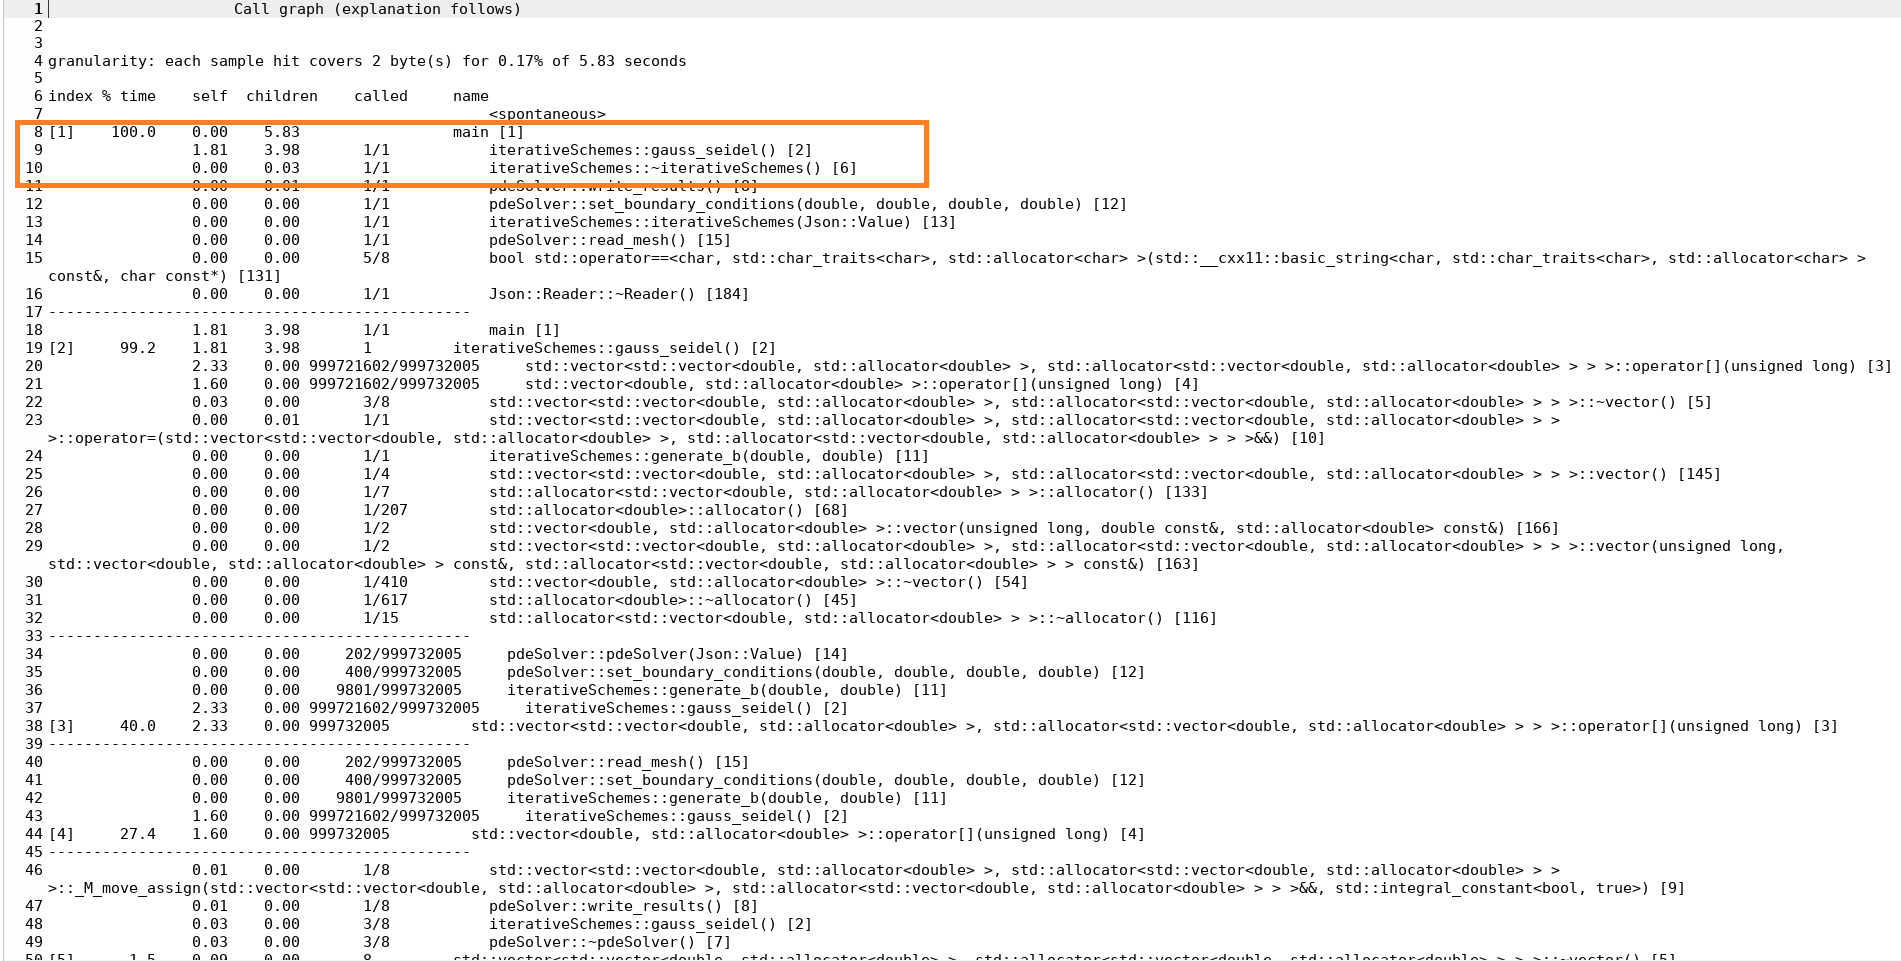 1 Call graph (explanation follows)
2
3
4 granularity: each sample hit covers 2 byte(s) for 0.17% of 5.83 seconds
5
6 index % time self children called name
7 <spontaneous>
8 [1] 100.0 0.00 5.83 main [1]
9 1.81 3.98 1/1 iterativeSchemes::gauss_seidel() [2]
10 0.00 0.03 1/1 iterativeSchemes::~iterativeSchemes() [6]
11 0.00 0.01 1/1 pdeSolver::write_results() [8]
12 0.00 0.00 1/1 pdeSolver::set_boundary_conditions(double, double, double, double) [12]
13 0.00 0.00 1/1 iterativeSchemes::iterativeSchemes(Json::Value) [13]
14 0.00 0.00 1/1 pdeSolver::read_mesh() [15]
15 0.00 0.00 5/8 bool std::operator==<char, std::char_traits<char>, std::allocator<char> >(std::__cxx11::basic_string<char, std::char_traits<char>, std::allocator<char> >
const&, char const*) [131]
16 0.00 0.00 1/1 Json::Reader::~Reader() [184]
17 -----------------------------------------------
18 1.81 3.98 1/1 main [1]
19 [2] 99.2 1.81 3.98 1 iterativeSchemes::gauss_seidel() [2]
20 2.33 0.00 999721602/999732005 std::vector<std::vector<double, std::allocator<double> >, std::allocator<std::vector<double, std::allocator<double> > > >::operator[](unsigned long) [3]
21 1.60 0.00 999721602/999732005 std::vector<double, std::allocator<double> >::operator[](unsigned long) [4]
22 0.03 0.00 3/8 std::vector<std::vector<double, std::allocator<double> >, std::allocator<std::vector<double, std::allocator<double> > > >::~vector() [5]
23 0.00 0.01 1/1 std::vector<std::vector<double, std::allocator<double> >, std::allocator<std::vector<double, std::allocator<double> > >
>::operator=(std::vector<std::vector<double, std::allocator<double> >, std::allocator<std::vector<double, std::allocator<double> > > >&&) [10]
24 0.00 0.00 1/1 iterativeSchemes::generate_b(double, double) [11]
25 0.00 0.00 1/4 std::vector<std::vector<double, std::allocator<double> >, std::allocator<std::vector<double, std::allocator<double> > > >::vector() [145]
26 0.00 0.00 1/7 std::allocator<std::vector<double, std::allocator<double> > >::allocator() [133]
27 0.00 0.00 1/207 std::allocator<double>::allocator() [68]
28 0.00 0.00 1/2 std::vector<double, std::allocator<double> >::vector(unsigned long, double const&, std::allocator<double> const&) [166]
29 0.00 0.00 1/2 std::vector<std::vector<double, std::allocator<double> >, std::allocator<std::vector<double, std::allocator<double> > > >::vector(unsigned long,
std::vector<double, std::allocator<double> > const&, std::allocator<std::vector<double, std::allocator<double> > > const&) [163]
30 0.00 0.00 1/410 std::vector<double, std::allocator<double> >::~vector() [54]
31 0.00 0.00 1/617 std::allocator<double>::~allocator() [45]
32 0.00 0.00 1/15 std::allocator<std::vector<double, std::allocator<double> > >::~allocator() [116]
33 -----------------------------------------------
34 0.00 0.00 202/999732005 pdeSolver::pdeSolver(Json::Value) [14]
35 0.00 0.00 400/999732005 pdeSolver::set_boundary_conditions(double, double, double, double) [12]
36 0.00 0.00 9801/999732005 iterativeSchemes::generate_b(double, double) [11]
37 2.33 0.00 999721602/999732005 iterativeSchemes::gauss_seidel() [2]
38 [3] 40.0 2.33 0.00 999732005 std::vector<std::vector<double, std::allocator<double> >, std::allocator<std::vector<double, std::allocator<double> > > >::operator[](unsigned long) [3]
39 -----------------------------------------------
40 0.00 0.00 202/999732005 pdeSolver::read_mesh() [15]
41 0.00 0.00 400/999732005 pdeSolver::set_boundary_conditions(double, double, double, double) [12]
42 0.00 0.00 9801/999732005 iterativeSchemes::generate_b(double, double) [11]
43 1.60 0.00 999721602/999732005 iterativeSchemes::gauss_seidel() [2]
44 [4] 27.4 1.60 0.00 999732005 std::vector<double, std::allocator<double> >::operator[](unsigned long) [4]
45 -----------------------------------------------
46 0.01 0.00 1/8 std::vector<std::vector<double, std::allocator<double> >, std::allocator<std::vector<double, std::allocator<double> > >
>::_M_move_assign(std::vector<std::vector<double, std::allocator<double> >, std::allocator<std::vector<double, std::allocator<double> > > >&&, std::integral_constant<bool, true>) [9]
47 0.01 0.00 1/8 pdeSolver::write_results() [8]
48 0.03 0.00 3/8 iterativeSchemes::gauss_seidel() [2]
49 0.03 0.00 3/8 pdeSolver::~pdeSolver() [7]
50 [5] 1.5 0.09 0.00 8 std::vector<std::vector<double, std::allocator<double> >, std::allocator<std::vector<double, std::allocator<double> > > >::~vector() [5]